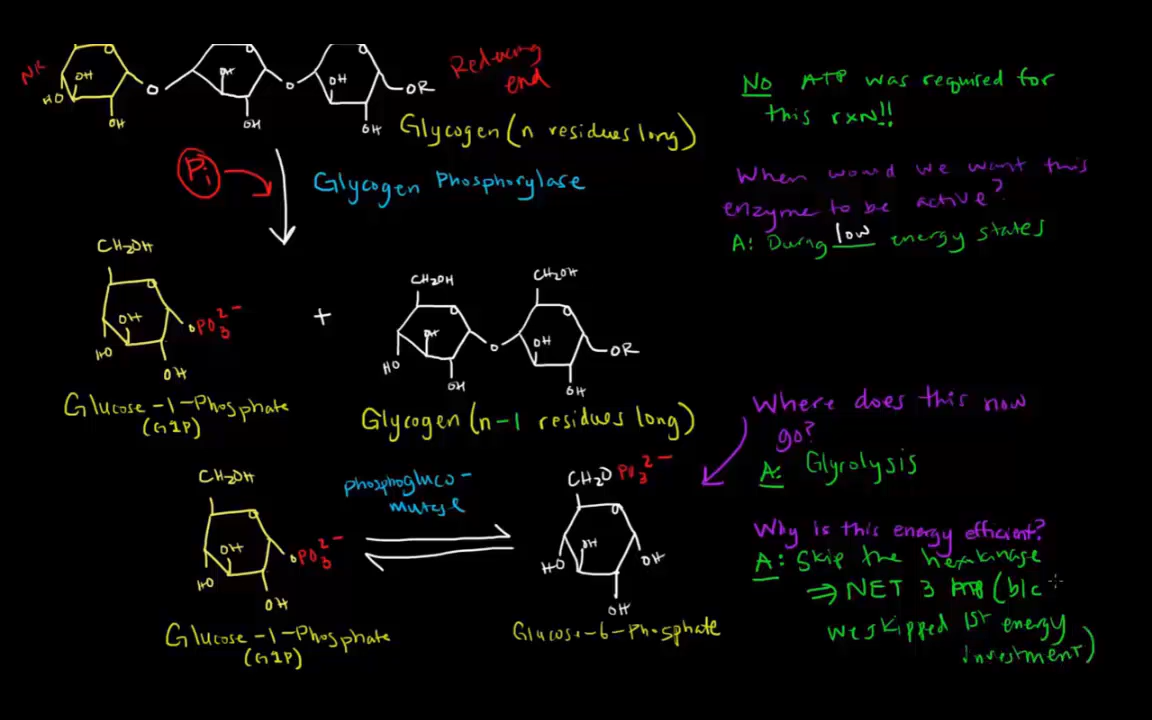 NR
OH
HO
OH
O
OH
OH
O
OH
OH
OR
Reducing
end
Glycogen (n residues long)
Pi
Glycogen Phosphorylase
No ATP was required for
this rxn!!
When would we want this
enzyme to be active?
A: During low energy states
CH2OH
O
OH
HO
OH
OPO3 2-
Glucose-1-Phosphate
(G1P)
+
CH2OH
O
OH
HO
OH
O
CH2OH
O
OH
OH
OR
Glycogen (n-1 residues long)
Where does this now
go?
A: Glycolysis
CH2OH
O
OH
HO
OH
OPO3 2-
Glucose-1-Phosphate
(G1P)
phosphogluco-
mutase
CH2O PO3 2-
O
OH
HO
OH
OH
Glucose-6-Phosphate
Why is this energy efficient?
A: Skip the hexkinase
⇒ NET 3 ATP (b/c
we skipped 1st energy
investment)